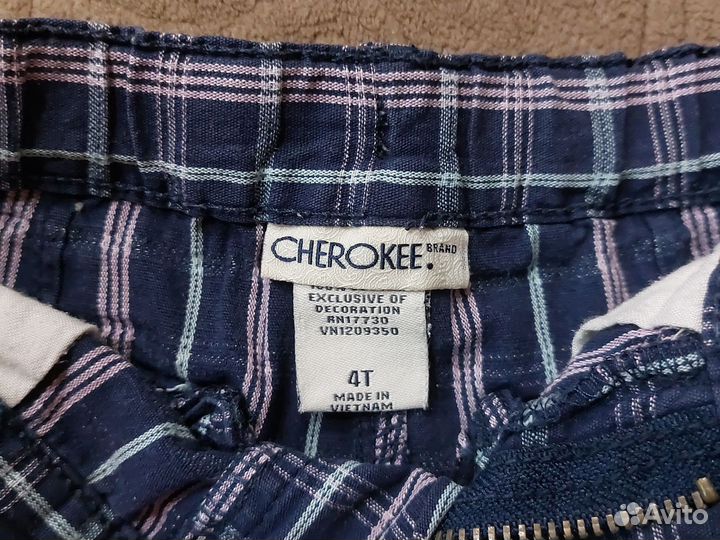 CHEROKEE.
BRAND
EXCLUSIVE OF
DECORATION
RN17730
VN1209350
4T
MADE IN
VIETNAM
Avito